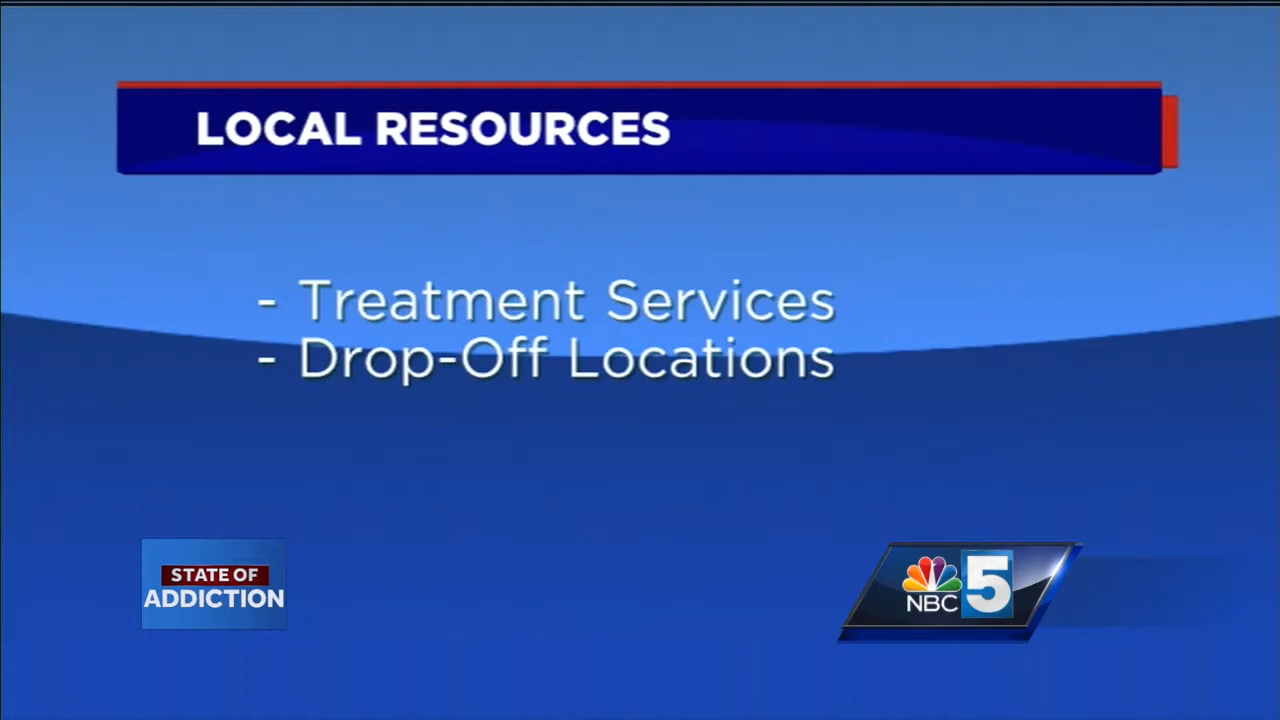 LOCAL RESOURCES
- Treatment Services
- Drop-Off Locations
STATE OF
ADDICTION
NBC 5